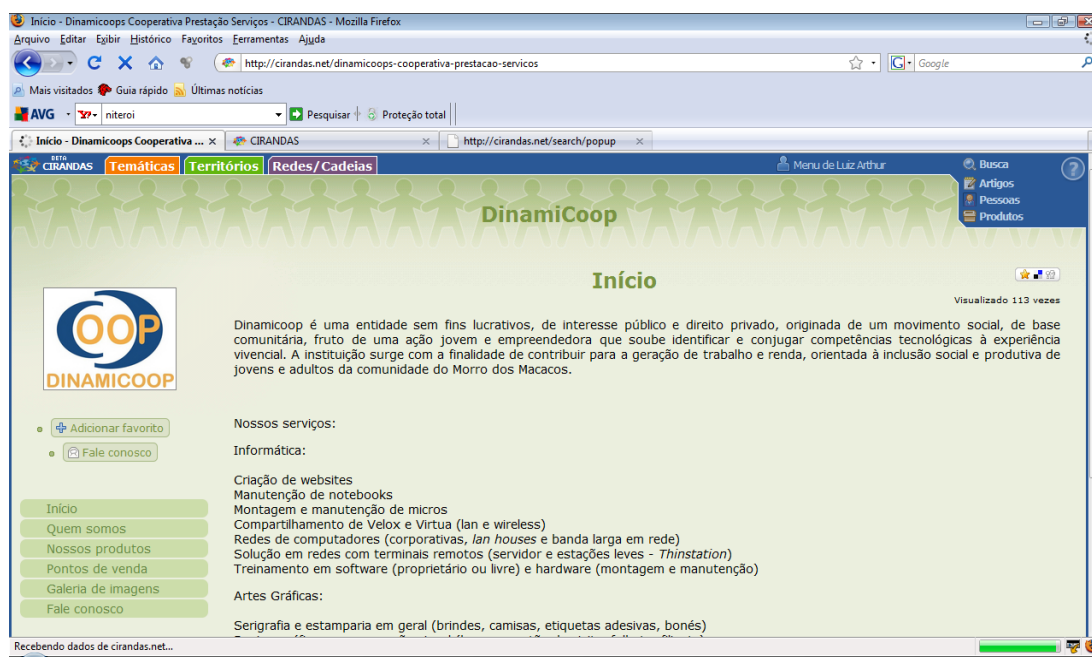 Início - Dinamicoops Cooperativa Prestação Serviços - CIRANDAS - Mozilla Firefox
Arquivo Editar Exibir Histórico Favoritos Ferramentas Ajuda
http://cirandas.net/dinamicoops-cooperativa-prestacao-servicos
G Google
Mais visitados Guia rápido Últimas notícias
AVG Y? niteroi Pesquisar Proteção total
Início - Dinamicoops Cooperativa ... CIRANDAS http://cirandas.net/search/popup
BETA
CIRANDAS Temáticas Territórios Redes/Cadeias Menu de Luiz Arthur Busca ?
Artigos
Pessoas
Produtos
DinamiCoop
Início
Visualizado 113 vezes
COOP
DINAMICOOP
Dinamicoop é uma entidade sem fins lucrativos, de interesse público e direito privado, originada de um movimento social, de base
comunitária, fruto de uma ação jovem e empreendedora que soube identificar e conjugar competências tecnológicas à experiência
vivencial. A instituição surge com a finalidade de contribuir para a geração de trabalho e renda, orientada à inclusão social e produtiva de
jovens e adultos da comunidade do Morro dos Macacos.
Adicionar favorito
Fale conosco
Início
Quem somos
Nossos produtos
Pontos de venda
Galeria de imagens
Fale conosco
Nossos serviços:
Informática:
Criação de websites
Manutenção de notebooks
Montagem e manutenção de micros
Compartilhamento de Velox e Virtua (lan e wireless)
Redes de computadores (corporativas, lan houses e banda larga em rede)
Solução em redes com terminais remotos (servidor e estações leves - Thinstation)
Treinamento em software (proprietário ou livre) e hardware (montagem e manutenção)
Artes Gráficas:
Serigrafia e estamparia em geral (brindes, camisas, etiquetas adesivas, bonés)
Recebendo dados de cirandas.net...